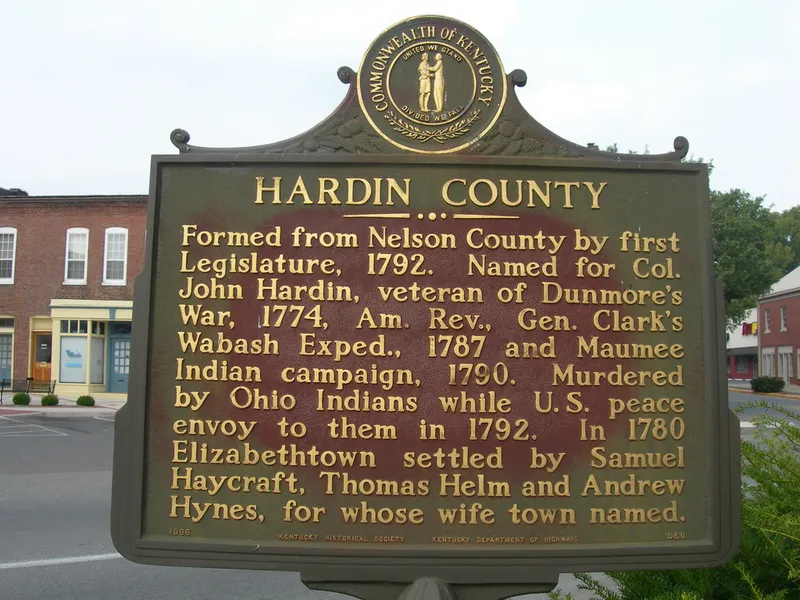 COMMONWEALTH OF KENTUCKY
UNITED WE STAND
DIVIDED WE FALL
HARDIN COUNTY
Formed from Nelson County by first
Legislature, 1792. Named for Col.
John Hardin, veteran of Dunmore's
War, 1774, Am. Rev., Gen. Clark's
Wabash Exped., 1787 and Maumee
Indian campaign, 1790. Murdered
by Ohio Indians while U.S. peace
envoy to them in 1792. In 1780
Elizabethtown settled by Samuel
Haycraft, Thomas Helm and Andrew
Hynes, for whose wife town named.
KENTUCKY HISTORICAL SOCIETY KENTUCKY DEPARTMENT OF HIGHWAYS